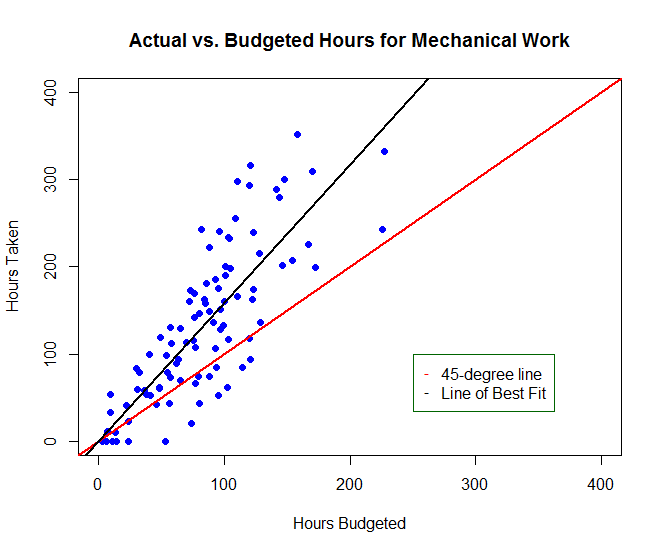 Actual vs. Budgeted Hours for Mechanical Work
400
300
200
100
0
Hours Taken
45-degree line
Line of Best Fit
0 100 200 300 400
Hours Budgeted